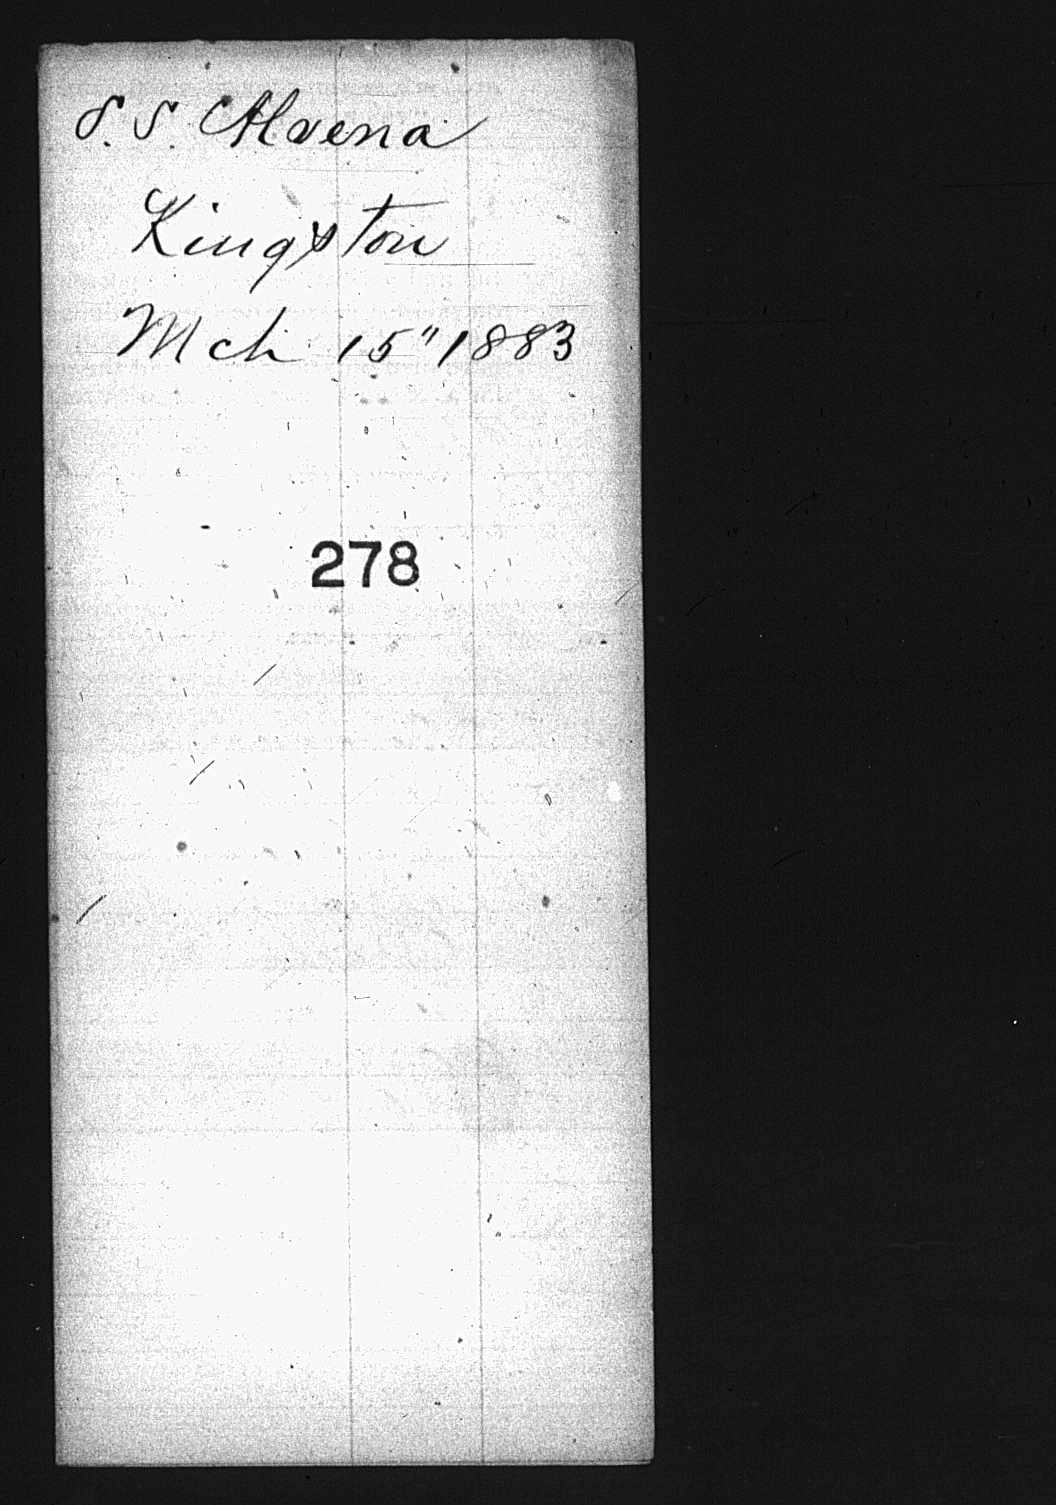 S. S. Alvena
Kingston
Mch 15" 1883
278